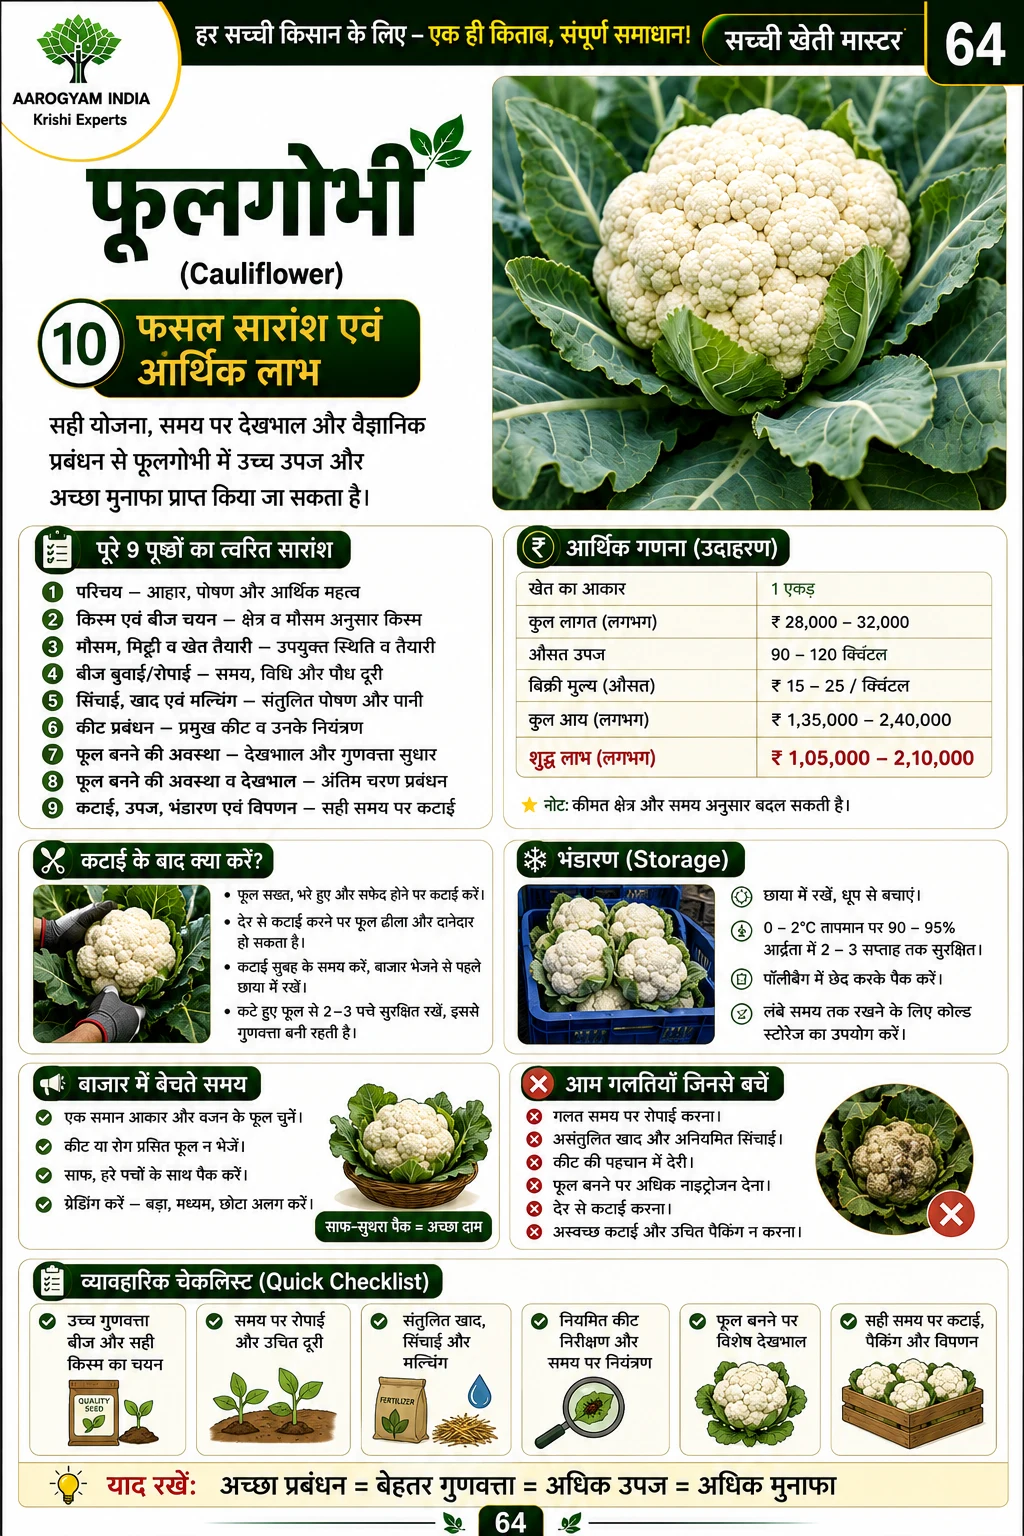 AAROGYAM INDIA
Krishi Experts
हर सच्ची किसान के लिए – एक ही किताब, संपूर्ण समाधान!
सच्ची खेती मास्टर
64
फूलगोभी
(Cauliflower)
10
फसल सारांश एवं
आर्थिक लाभ
सही योजना, समय पर देखभाल और वैज्ञानिक
प्रबंधन से फूलगोभी में उच्च उपज और
अच्छा मुनाफा प्राप्त किया जा सकता है।
पूरे 9 पृष्ठों का त्वरित सारांश
1 परिचय – आहार, पोषण और आर्थिक महत्व
2 किस्म एवं बीज चयन – क्षेत्र व मौसम अनुसार किस्म
3 मौसम, मिट्टी व खेत तैयारी – उपयुक्त स्थिति व तैयारी
4 बीज बुवाई/रोपाई – समय, विधि और पौध दूरी
5 सिंचाई, खाद एवं मल्चिंग – संतुलित पोषण और पानी
6 कीट प्रबंधन – प्रमुख कीट व उनके नियंत्रण
7 फूल बनने की अवस्था – देखभााल और गुणवत्ता सुधार
8 फूल बनने की अवस्था व देखभाल – अंतिम चरण प्रबंधन
9 कटाई, उपज, भंडारण एवं विपणन – सही समय पर कटाई
₹ आर्थिक गणना (उदाहरण)
खेत का आकार 1 एकड़
कुल लागत (लगभग) ₹ 28,000 – 32,000
औसत उपज 90 – 120 क्विंटल
बिक्री मुल्य (औसत) ₹ 15 – 25 / क्विंटल
कुल आय (लगभग) ₹ 1,35,000 – 2,40,000
शुद्ध लाभ (लगभग) ₹ 1,05,000 – 2,10,000
नोट: कीमत क्षेत्र और समय अनुसार बदल सकती है।
कटाई के बाद क्या करें?
• फूल सख्त, भरे हुए और सफेद होने पर कटाई करें।
• देर से कटाई करने पर फूल ढीला और दानेदार
हो सकता है।
• कटाई सुबह के समय करें, बाजार भेजने से पहले
छाया में रखें।
• कटे हुए फूल से 2–3 पचे सुरक्षित रखें, इससे
गुणवत्ता बनी रहती है।
भंडारण (Storage)
छाया में रखें, धूप से बचाएं।
0 – 2°C तापमान पर 90 – 95%
आर्द्रता में 2 – 3 सप्ताह तक सुरक्षित।
पॉलीबैग में छेद करके पैक करें।
लंबे समय तक रखने के लिए कोल्ड
स्टोरेज का उपयोग करें।
बाजार में बेचते समय
एक समान आकार और वजन के फूल चुनें।
कीट या रोग प्रसित फूल न भेजें।
साफ, हरे पचों के साथ पैक करें।
ग्रेडिंग करें – बड़ा, मध्यम, छोटा अलग करें।
साफ-सुथरा पैक = अच्छा दाम
आम गलतियाँ जिनसे बचें
गलत समय पर रोपाई करना।
असंतुलित खाद और अनियमित सिंचाई।
कीट की पहचान में देरी।
फूल बनने पर अधिक नाइट्रोजन देना।
देर से कटाई करना।
अस्वच्छ कटाई और उचित पैकिंग न करना।
व्यावहारिक चेकलिस्ट (Quick Checklist)
उच्च गुणवत्ता
बीज और सही
किस्म का चयन
QUALITY
SEED
समय पर रोपाई
और उचित दूरी
संतुलित खाद,
सिंचाई और
मल्चिंग
FERTILIZER
नियमित कीट
निरीक्षण और
समय पर नियंत्रण
फूल बनने पर
विशेष देखभाल
सही समय पर कटाई,
पैकिंग और विपणन
याद रखें: अच्छा प्रबंधन = बेहतर गुणवत्ता = अधिक उपज = अधिक मुनाफा
64